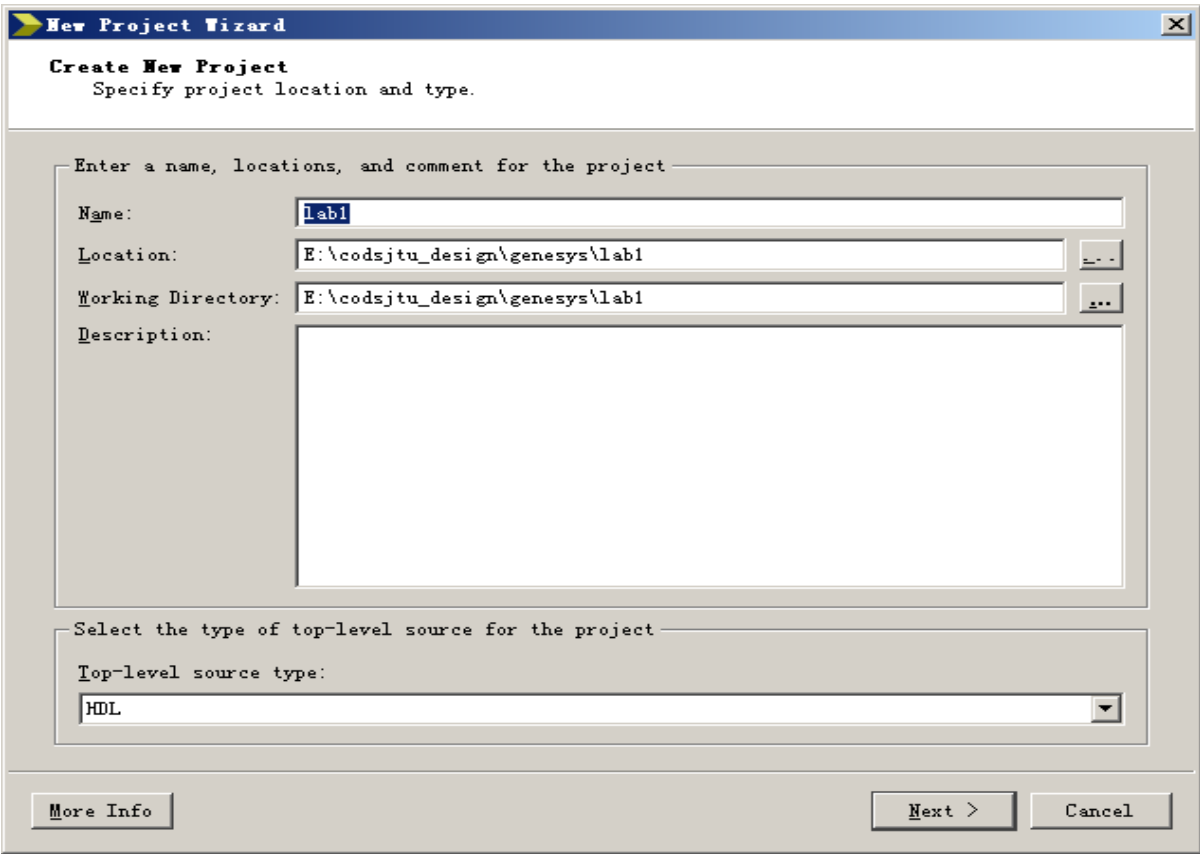 New Project Wizard
Create New Project
Specify project location and type.
Enter a name, locations, and comment for the project
Name:
lab1
Location:
E:\codsjtu_design\genesys\lab1
...
Working Directory:
E:\codsjtu_design\genesys\lab1
...
Description:
Select the type of top-level source for the project
Top-level source type:
HDL
More Info
Next >
Cancel